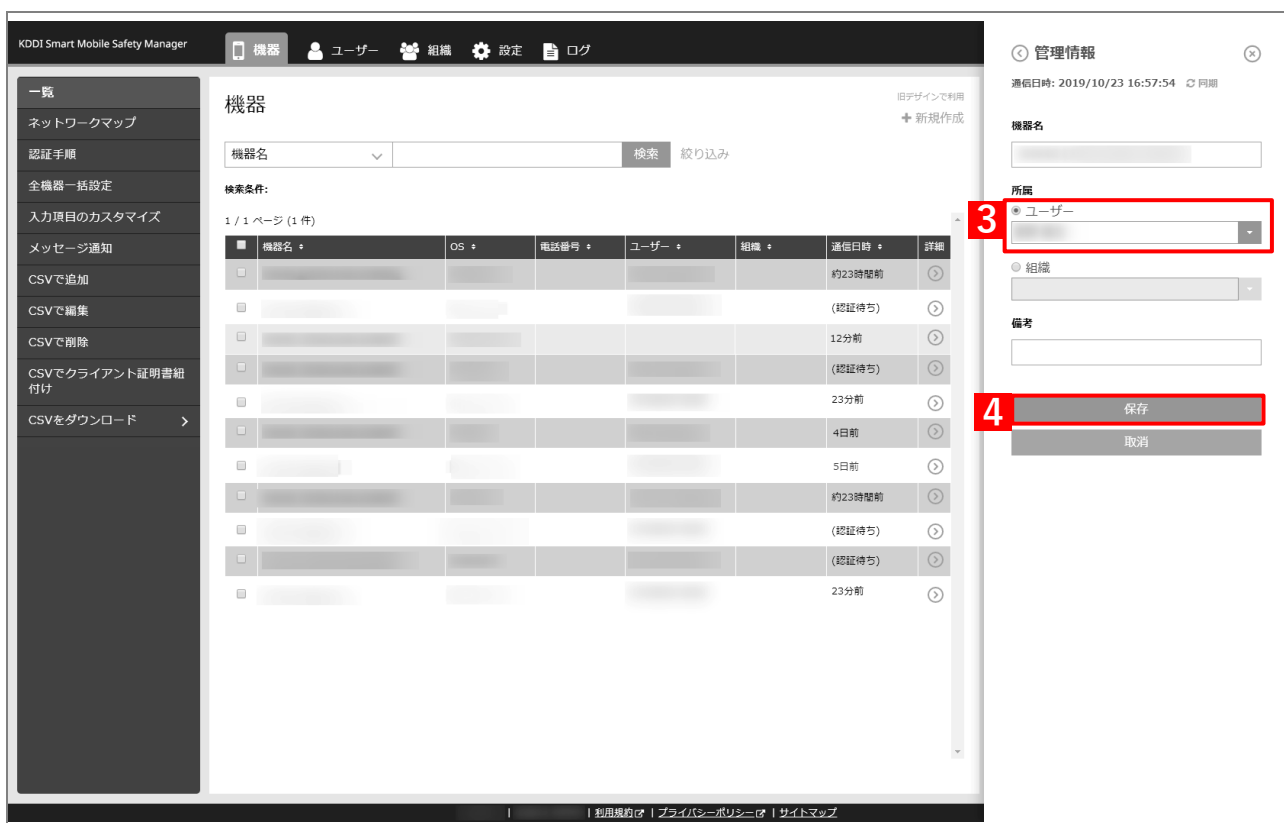 KDDI Smart Mobile Safety Manager
機器
ユーザー
組織
設定
ログ
一覧
ネットワークマップ
認証手順
全機器一括設定
入力項目のカスタマイズ
メッセージ通知
CSVで追加
CSVで編集
CSVで削除
CSVでクライアント証明書紐
付け
CSVをダウンロード
機器
旧デザインで利用
新規作成
機器名
検索
絞り込み
検索条件:
1 / 1 ページ (1 件)
機器名 OS 電話番号 ユーザー 組織 通信日時 詳細
約23時間前
(認証待ち)
12分前
(認証待ち)
23分前
4日前
5日前
約23時間前
(認証待ち)
(認証待ち)
23分前
管理情報
通信日時: 2019/10/23 16:57:54 同期
機器名
所属
3
ユーザー
組織
備考
4
保存
取消
| | 利用規約 | プライバシーポリシー | サイトマップ